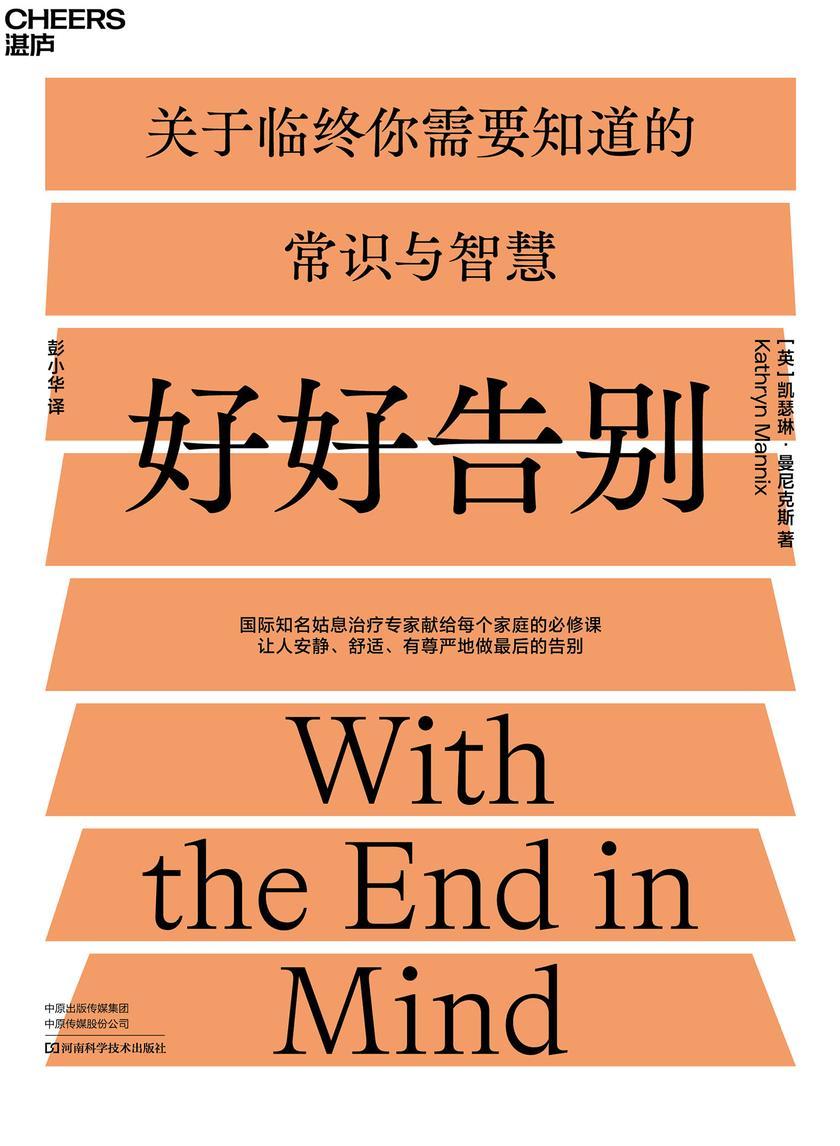 CHEERS
湛庐
关于临终你需要知道的
常识与智慧
彭小华 译
好好告别
[英]凯瑟琳·曼尼克斯 著
Kathryn Mannix
国际知名姑息治疗专家献给每个家庭的必修课
让人安静、舒适、有尊严地做最后的告别
With
the End in
Mind
中原出版传媒集团
中原传媒股份公司
河南科学技术出版社